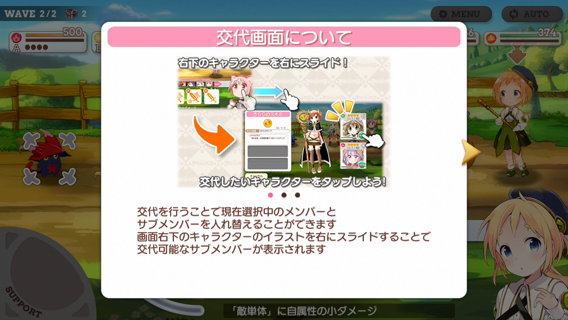 WAVE 2/2 2
MENU
AUTO
500
374
交代画面について
右下のキャラクターを右にスライド！
交代したいキャラクターをタップしよう!
交代を行うことで現在選択中のメンバーと
サブメンバーを入れ替えることができます
画面右下のキャラクターのイラストを右にスライドすることで
交代可能なサブメンバーが表示されます
SUPPORT
「敵単体」に自属性の小ダメージ